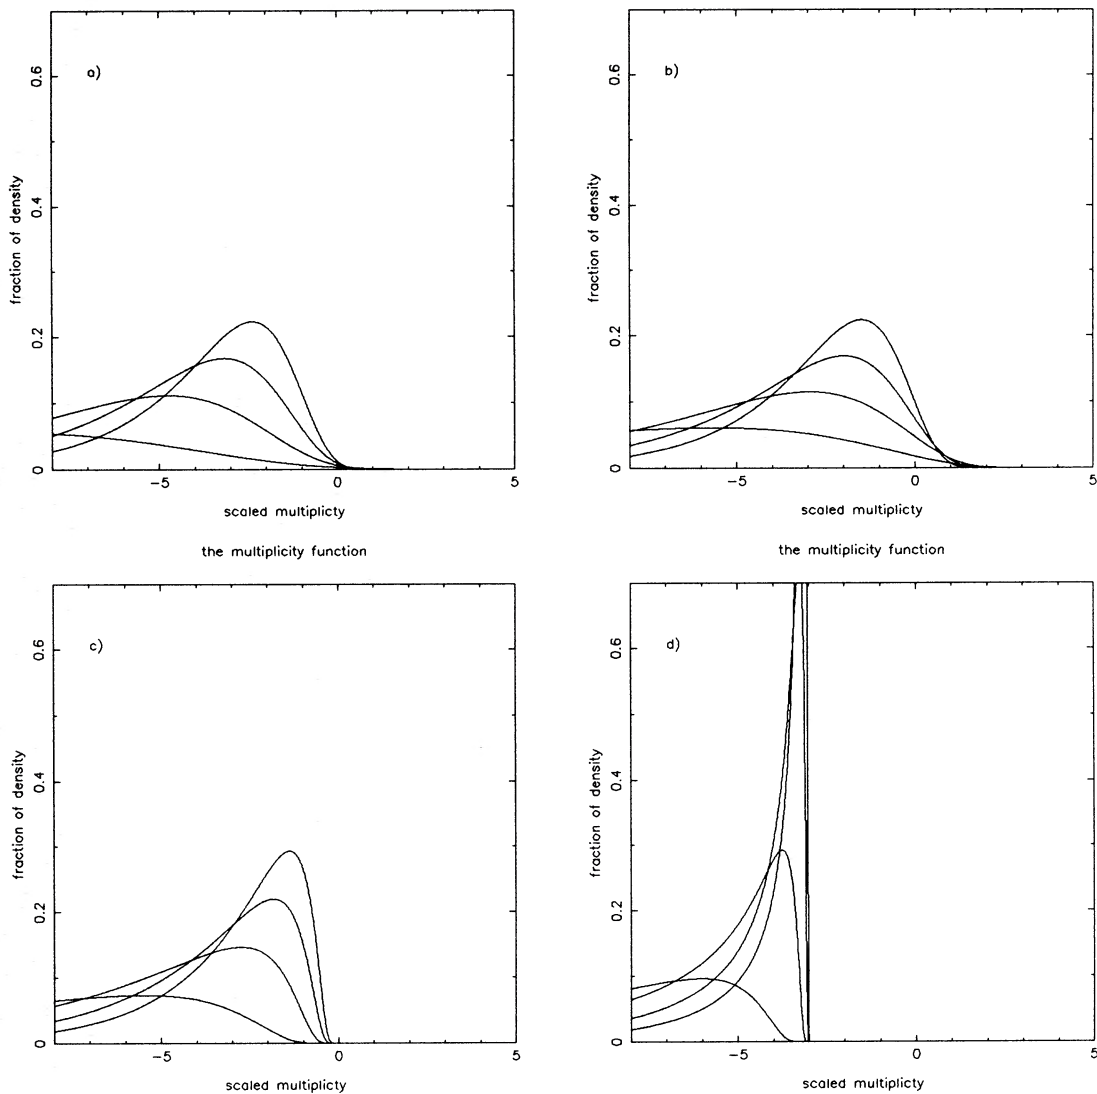 a)
0.6
0.4
0.2
0
fraction of density
−5
0
5
scaled multiplicty
the multiplicity function
b)
0.6
0.4
0.2
0
fraction of density
−5
0
5
scaled multiplicty
the multiplicity function
c)
0.6
0.4
0.2
0
fraction of density
−5
0
5
scaled multiplicty
d)
0.6
0.4
0.2
0
fraction of density
−5
0
5
scaled multiplicty